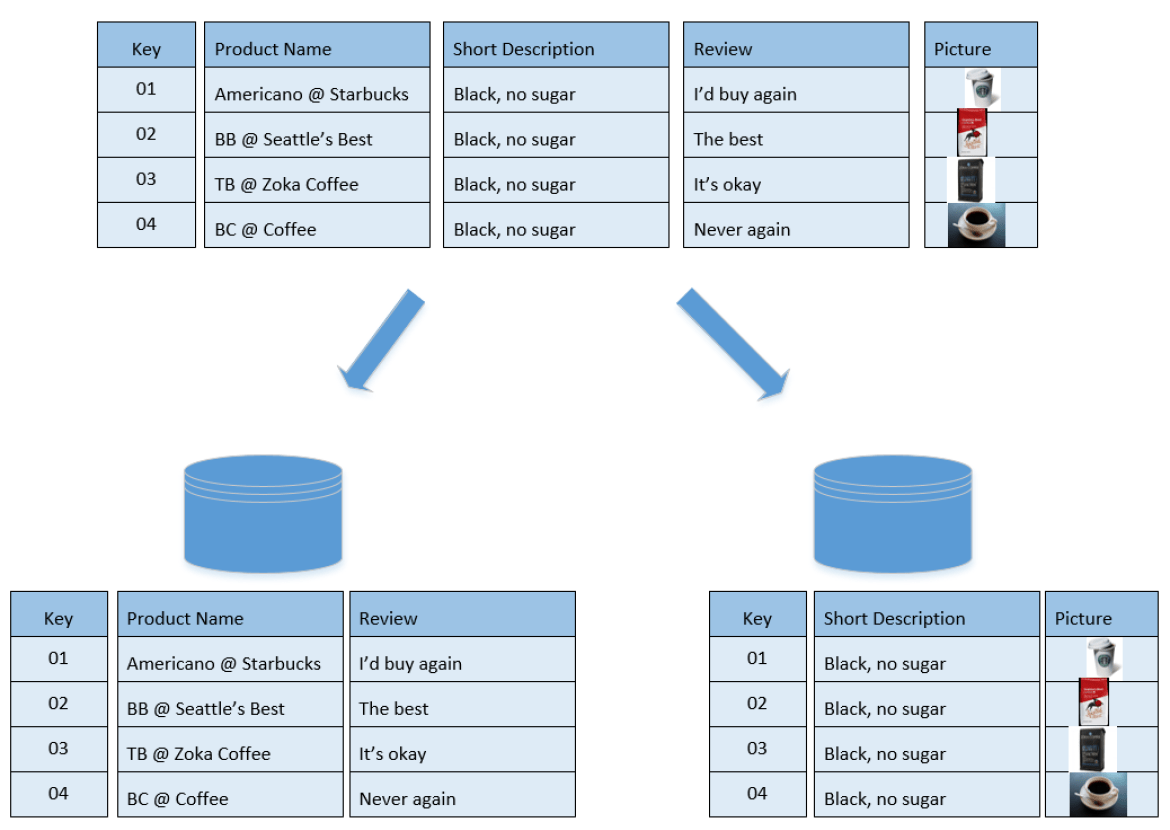 Key Product Name Short Description Review Picture
01 Americano @ Starbucks Black, no sugar I'd buy again
02 BB @ Seattle's Best Black, no sugar The best
03 TB @ Zoka Coffee Black, no sugar It's okay
04 BC @ Coffee Black, no sugar Never again
Key Product Name Review
01 Americano @ Starbucks I'd buy again
02 BB @ Seattle's Best The best
03 TB @ Zoka Coffee It's okay
04 BC @ Coffee Never again
Key Short Description Picture
01 Black, no sugar
02 Black, no sugar
03 Black, no sugar
04 Black, no sugar